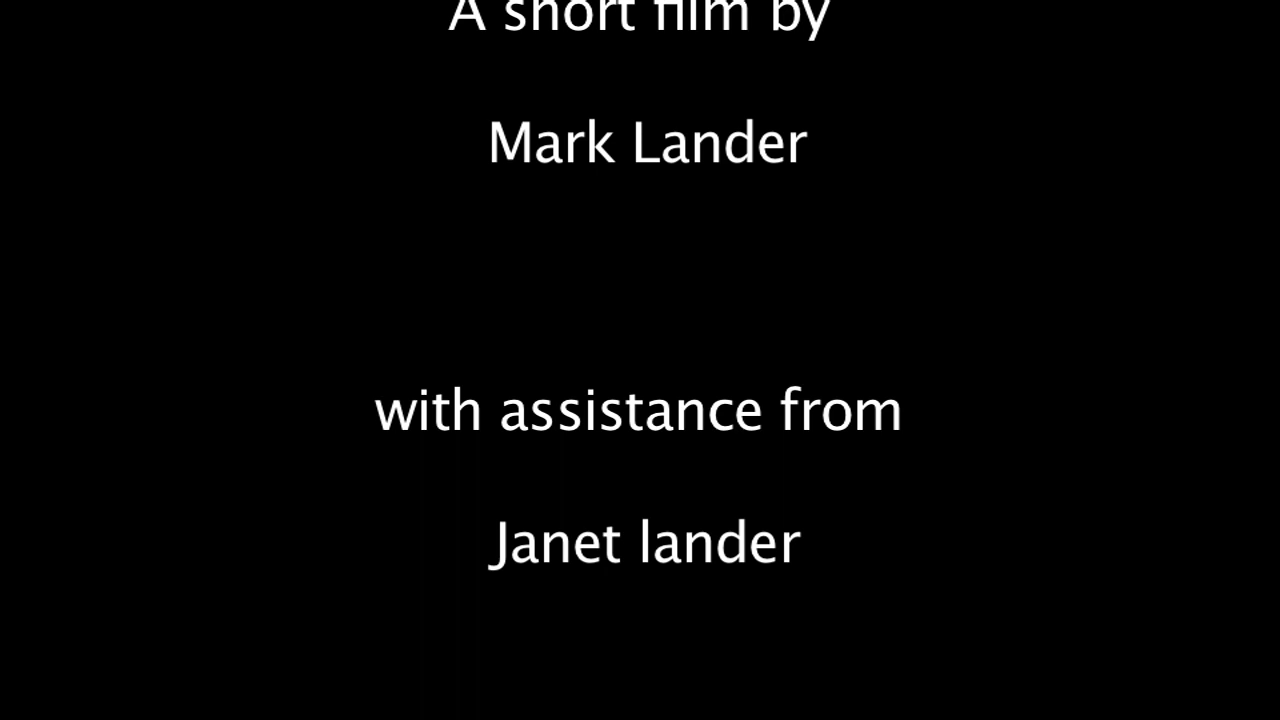 A short film by
Mark Lander
with assistance from
Janet lander